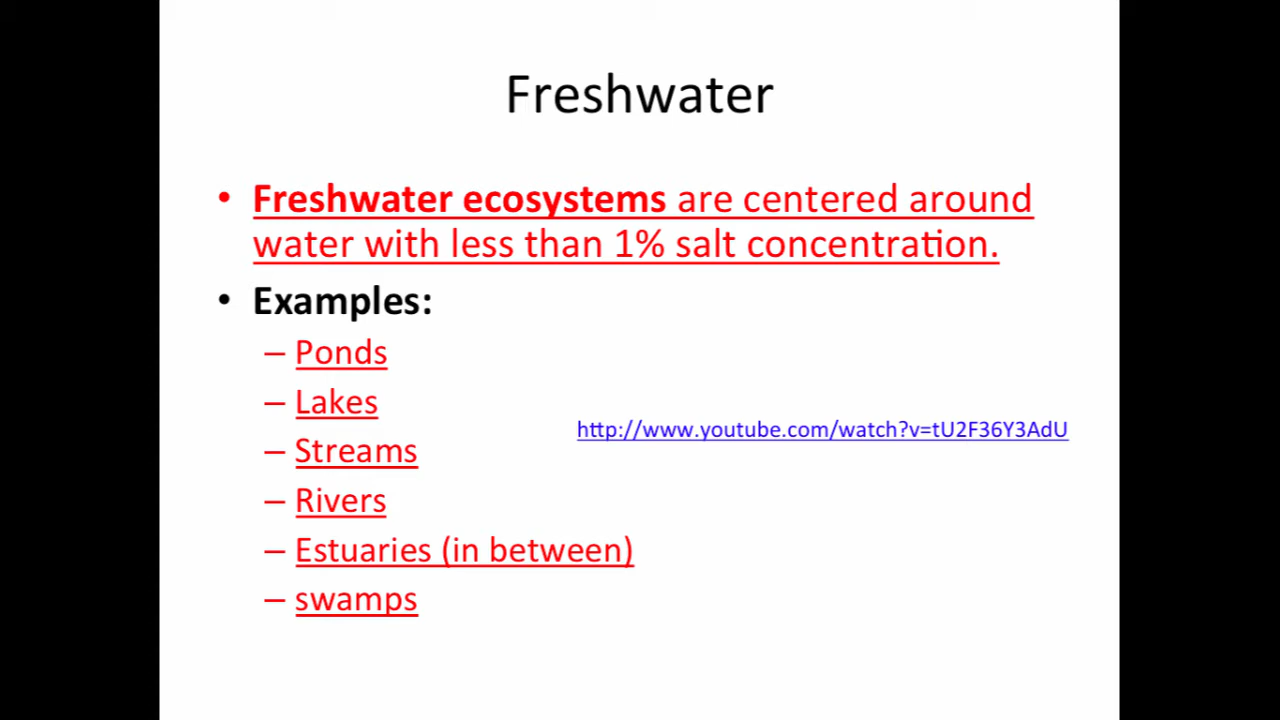 Freshwater
• Freshwater ecosystems are centered around
water with less than 1% salt concentration.
• Examples:
– Ponds
– Lakes
http://www.youtube.com/watch?v=tU2F36Y3AdU
– Streams
– Rivers
– Estuaries (in between)
– swamps